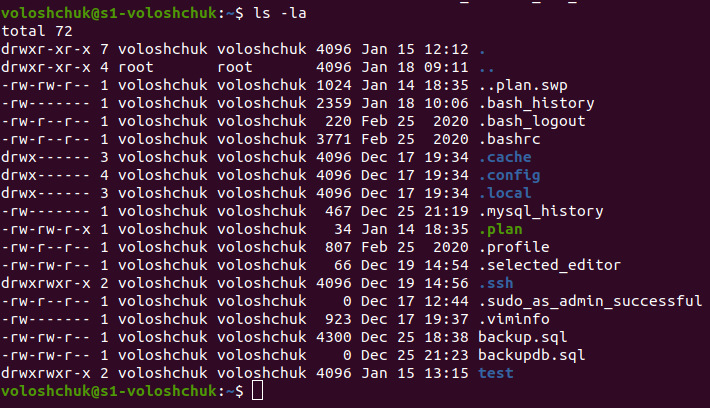 voloshchuk@s1-voloshchuk:~$ ls -la
total 72
drwxr-xr-x 7 voloshchuk voloshchuk 4096 Jan 15 12:12 .
drwxr-xr-x 4 root       root       4096 Jan 18 09:11 ..
-rw-rw-r-- 1 voloshchuk voloshchuk 1024 Jan 14 18:35 ..plan.swp
-rw------- 1 voloshchuk voloshchuk 2359 Jan 18 10:06 .bash_history
-rw-r--r-- 1 voloshchuk voloshchuk  220 Feb 25  2020 .bash_logout
-rw-r--r-- 1 voloshchuk voloshchuk 3771 Feb 25  2020 .bashrc
drwx------ 3 voloshchuk voloshchuk 4096 Dec 17 19:34 .cache
drwx------ 4 voloshchuk voloshchuk 4096 Dec 17 19:34 .config
drwx------ 3 voloshchuk voloshchuk 4096 Dec 17 19:34 .local
-rw------- 1 voloshchuk voloshchuk  467 Dec 25 21:19 .mysql_history
-rw-rw-r-x 1 voloshchuk voloshchuk   34 Jan 14 18:35 .plan
-rw-r--r-- 1 voloshchuk voloshchuk  807 Feb 25  2020 .profile
-rw-rw-r-- 1 voloshchuk voloshchuk   66 Dec 19 14:54 .selected_editor
drwxrwxr-x 2 voloshchuk voloshchuk 4096 Dec 19 14:56 .ssh
-rw-r--r-- 1 voloshchuk voloshchuk    0 Dec 17 12:44 .sudo_as_admin_successful
-rw------- 1 voloshchuk voloshchuk  923 Dec 17 19:37 .viminfo
-rw-rw-r-- 1 voloshchuk voloshchuk 4300 Dec 25 18:38 backup.sql
-rw-rw-r-- 1 voloshchuk voloshchuk    0 Dec 25 21:23 backupdb.sql
drwxrwxr-x 2 voloshchuk voloshchuk 4096 Jan 15 13:15 test
voloshchuk@s1-voloshchuk:~$